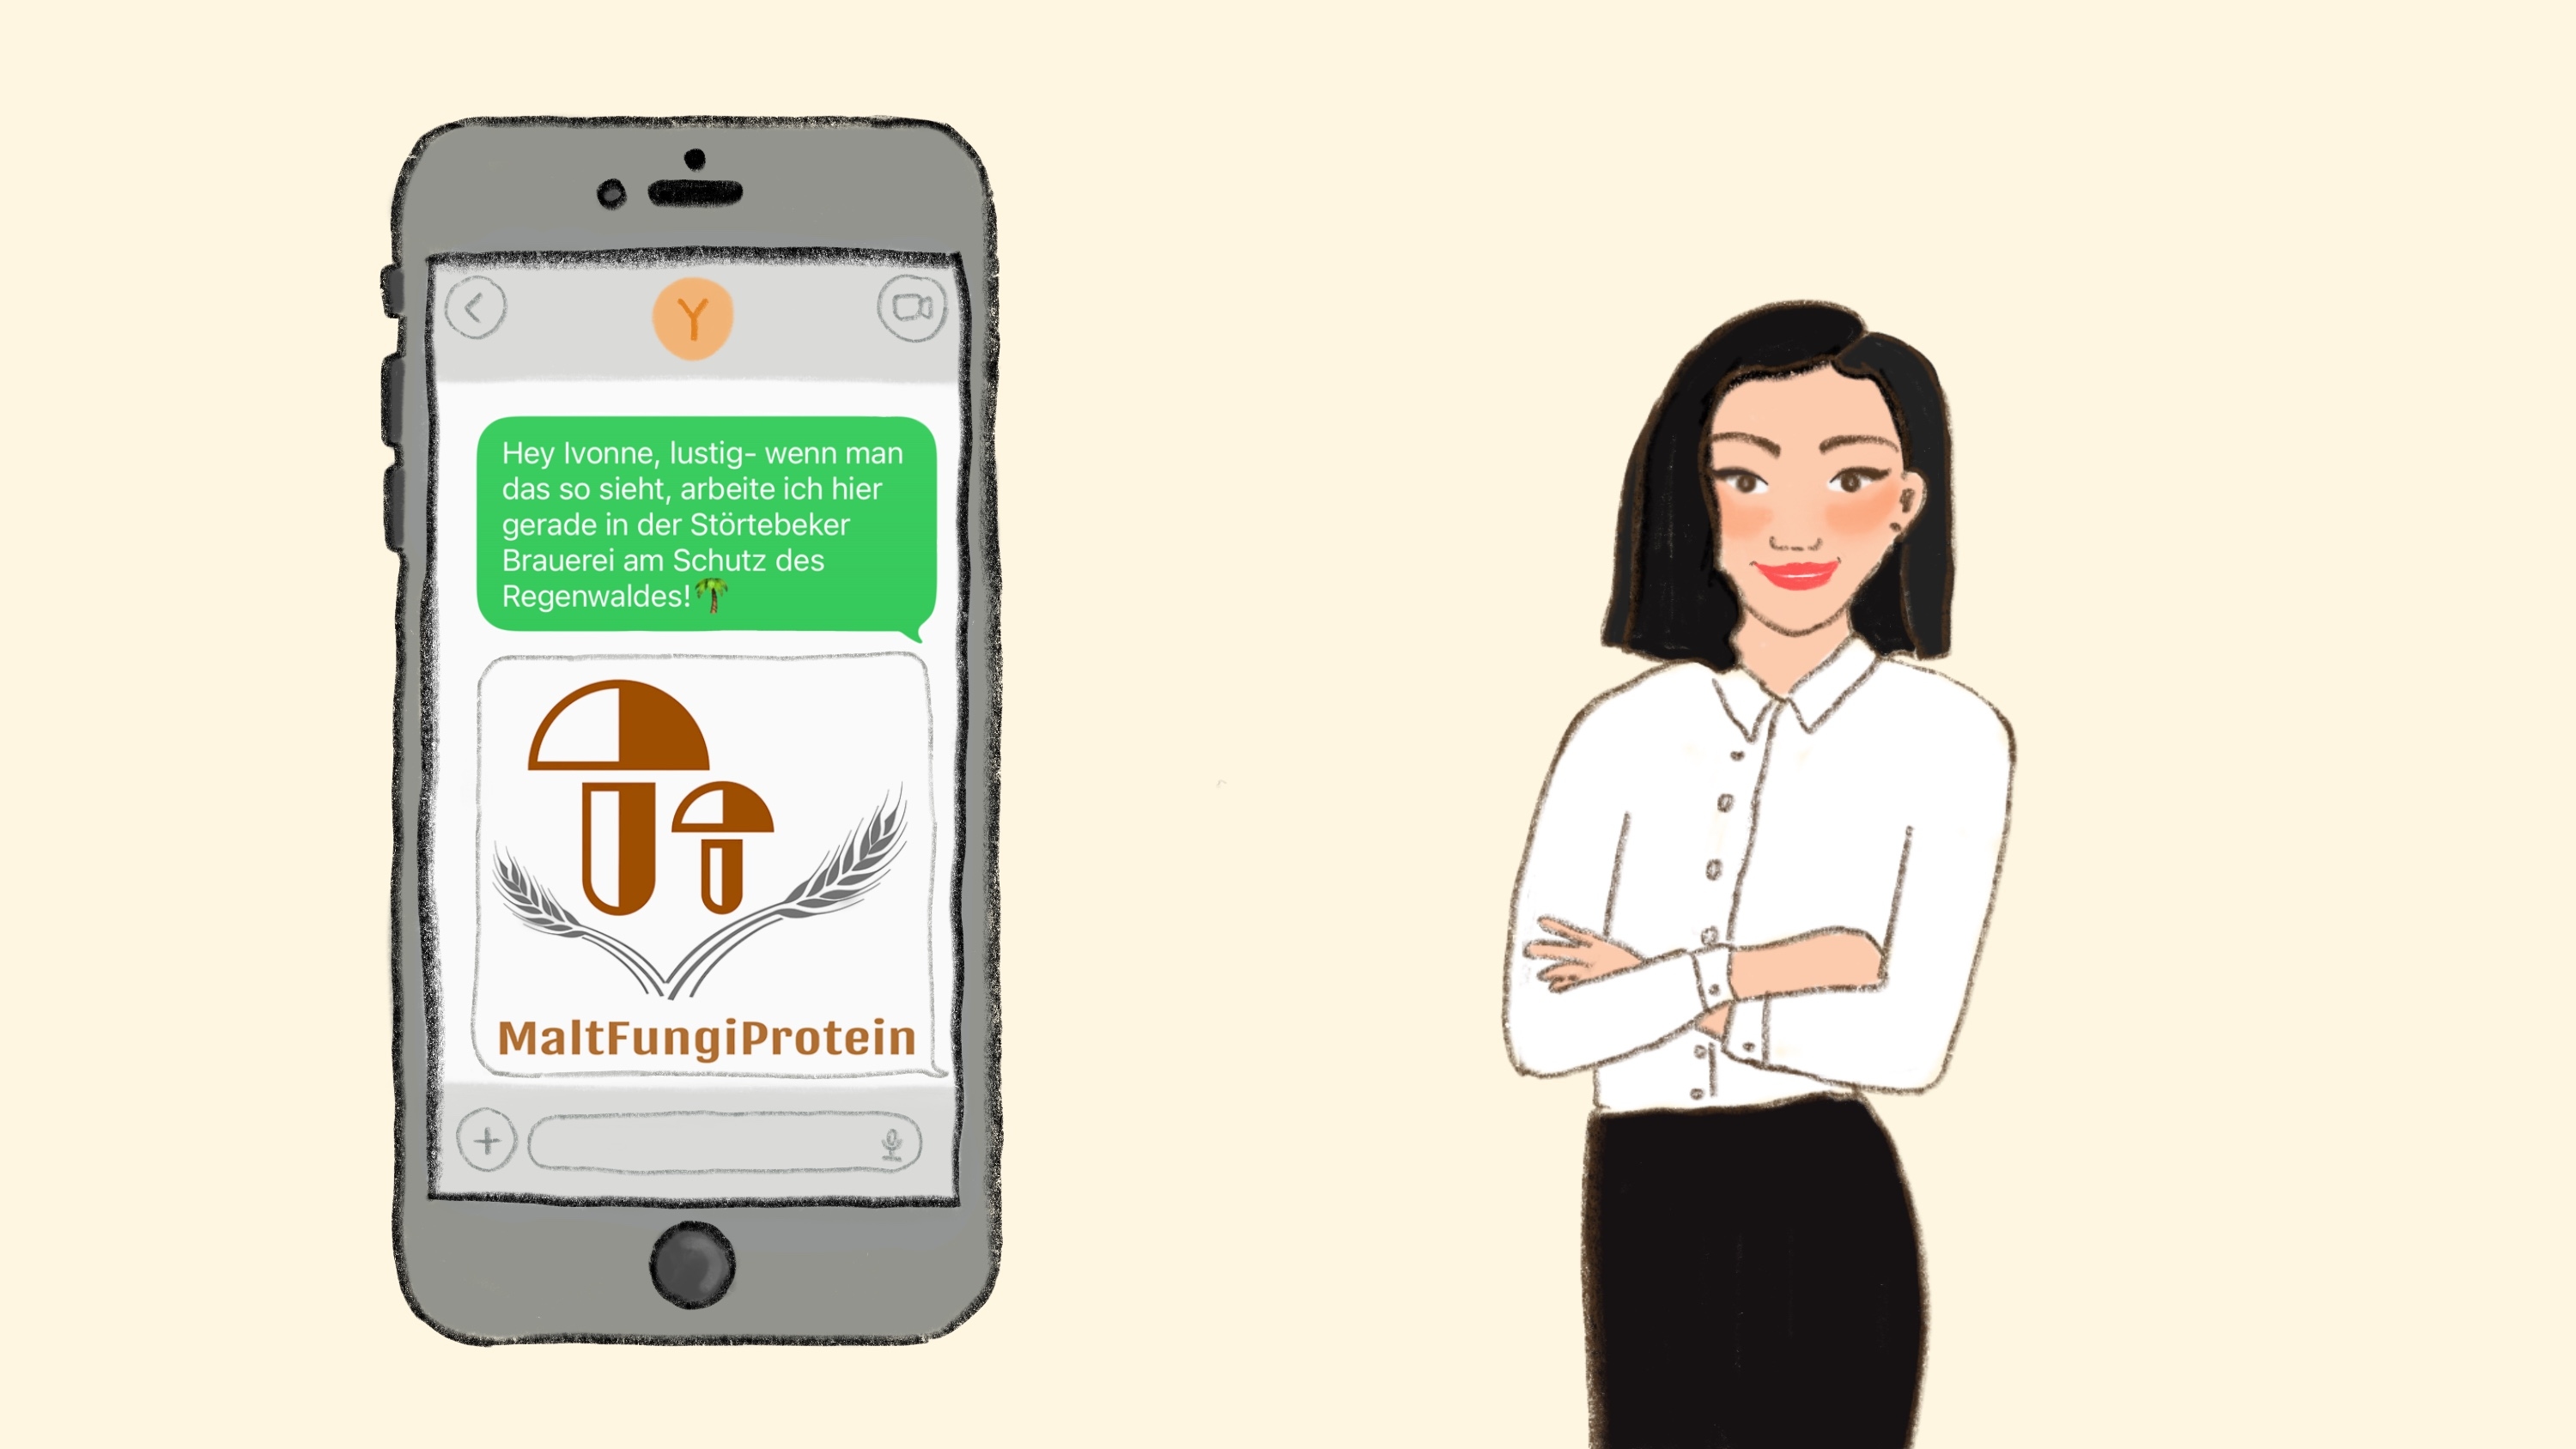 Y
Hey Ivonne, lustig- wenn man
das so sieht, arbeite ich hier
gerade in der Störtebeker
Brauerei am Schutz des
Regenwaldes!🌴
MaltFungiProtein